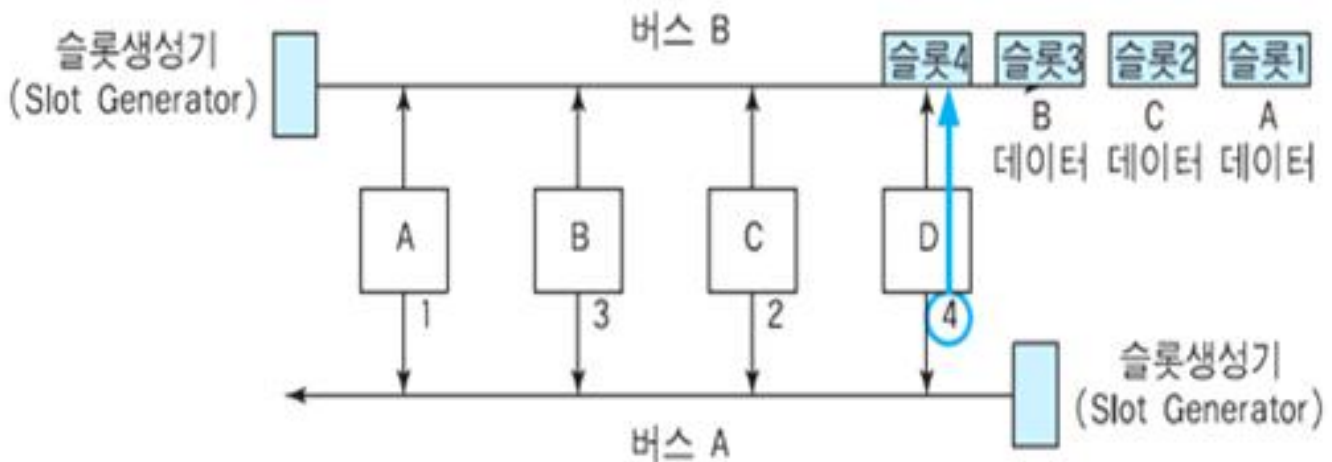 버스 B
슬롯생성기
(Slot Generator)
슬롯4 슬롯3 슬롯2 슬롯1
B C A
데이터 데이터 데이터
A B C D
1 3 2 4
슬롯생성기
(Slot Generator)
버스 A